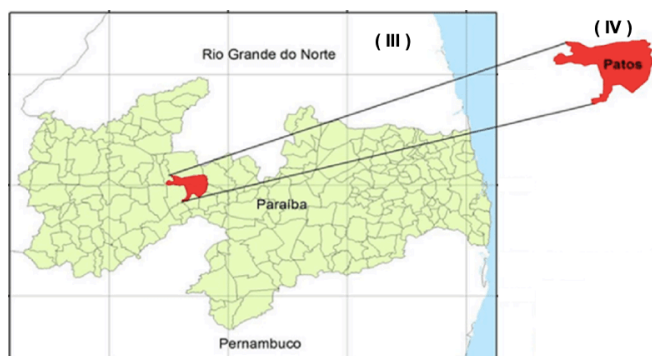 ( III )
( IV )
Rio Grande do Norte
Patos
Paraíba
Pernambuco